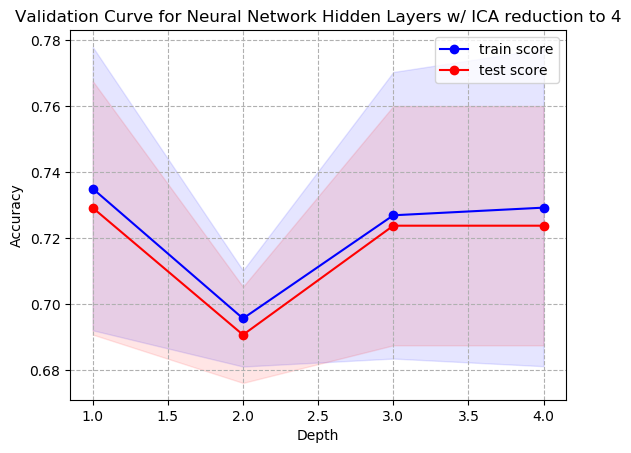 Validation Curve for Neural Network Hidden Layers w/ ICA reduction to 4
train score
test score
Accuracy
0.78
0.76
0.74
0.72
0.70
0.68
1.0 1.5 2.0 2.5 3.0 3.5 4.0
Depth